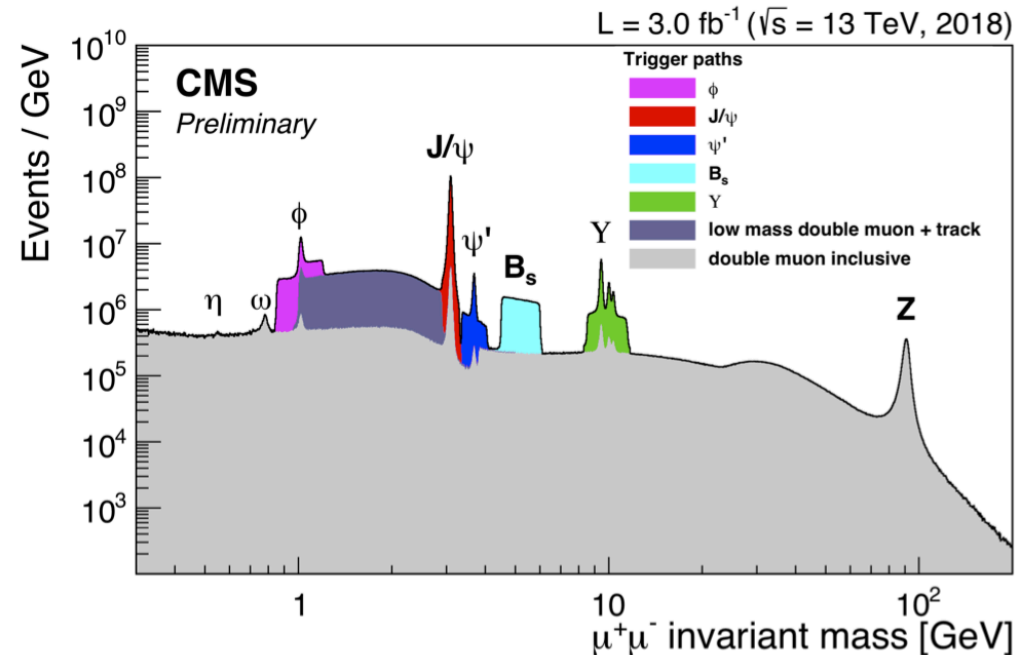 L = 3.0 fb⁻¹ (√s = 13 TeV, 2018)
Events / GeV
10¹⁰
10⁹
10⁸
10⁷
10⁶
10⁵
10⁴
10³
CMS
Preliminary
Trigger paths
ϕ
J/ψ
ψ'
Bₛ
Υ
low mass double muon + track
double muon inclusive
η
ω
ϕ
J/ψ
ψ'
Bₛ
Υ
Z
1
10
10²
μ⁺μ⁻ invariant mass [GeV]